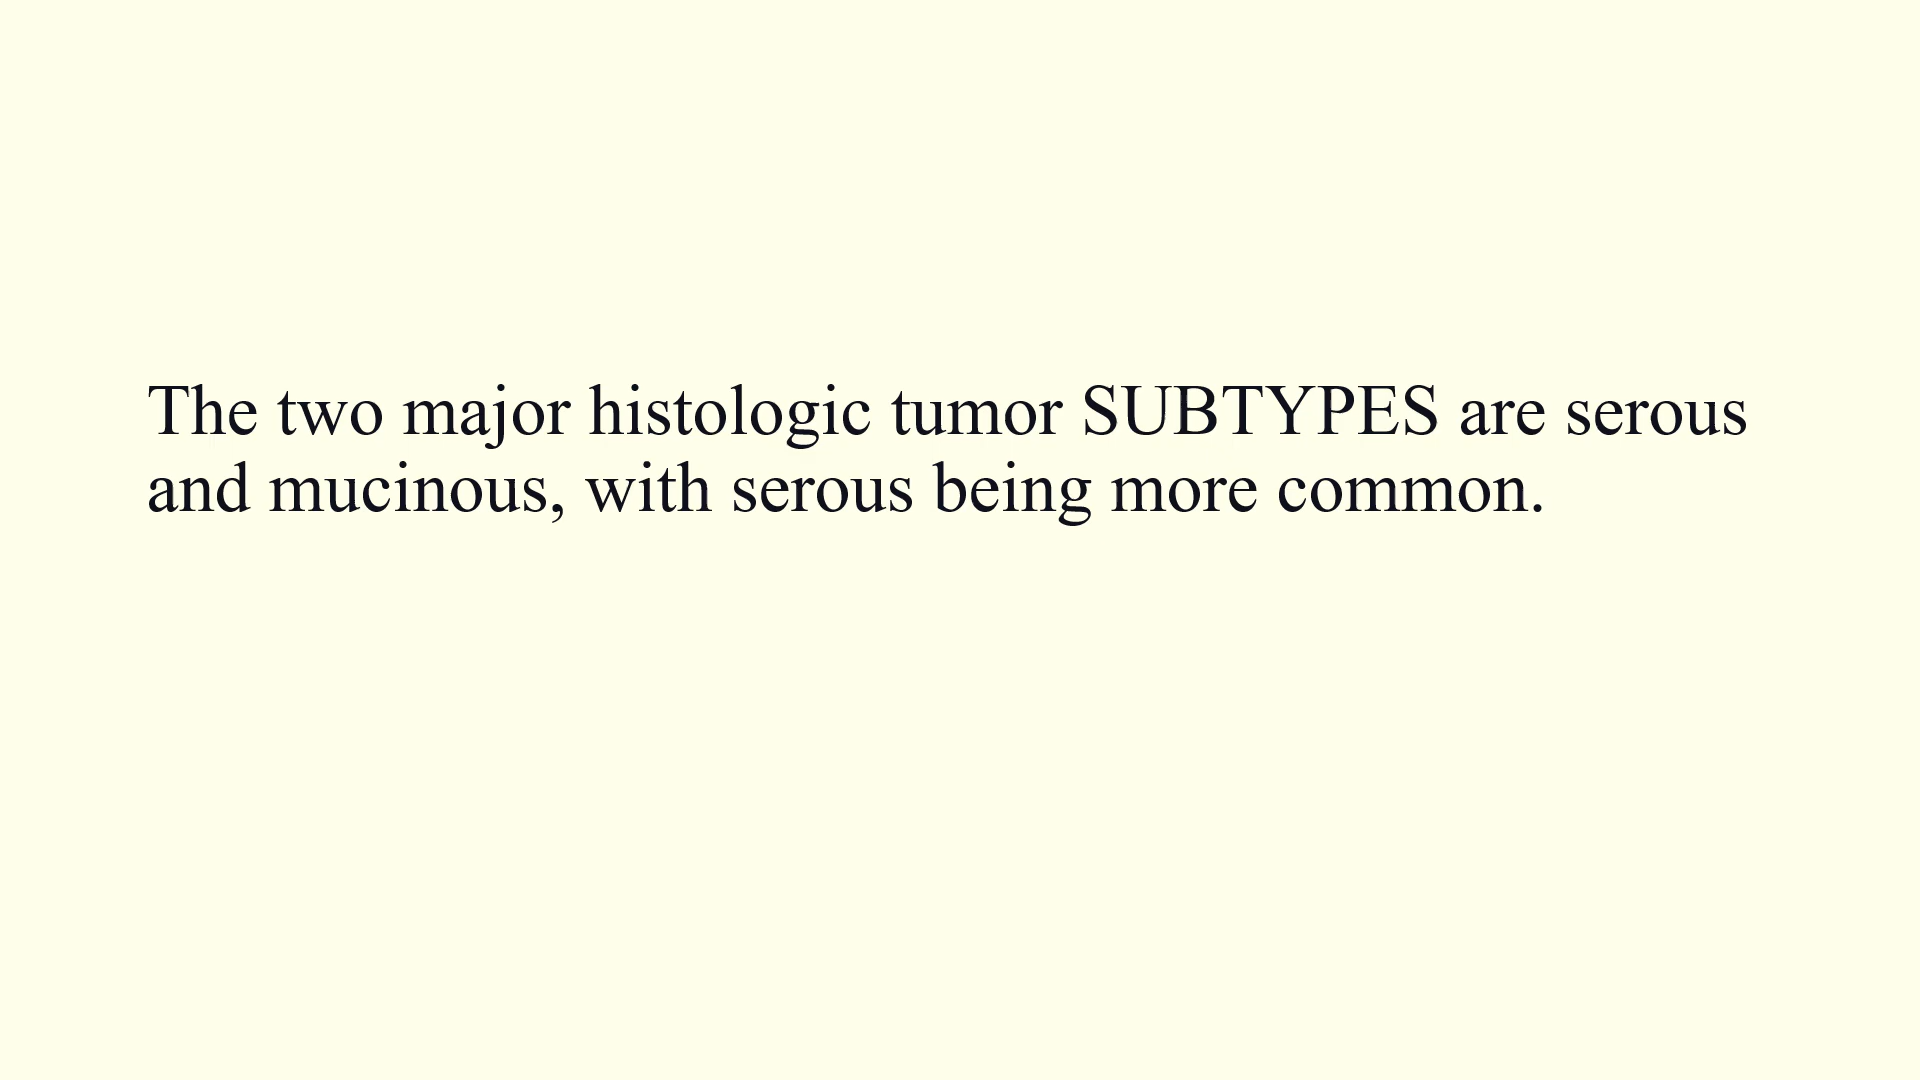 The two major histologic tumor SUBTYPES are serous
and mucinous, with serous being more common.